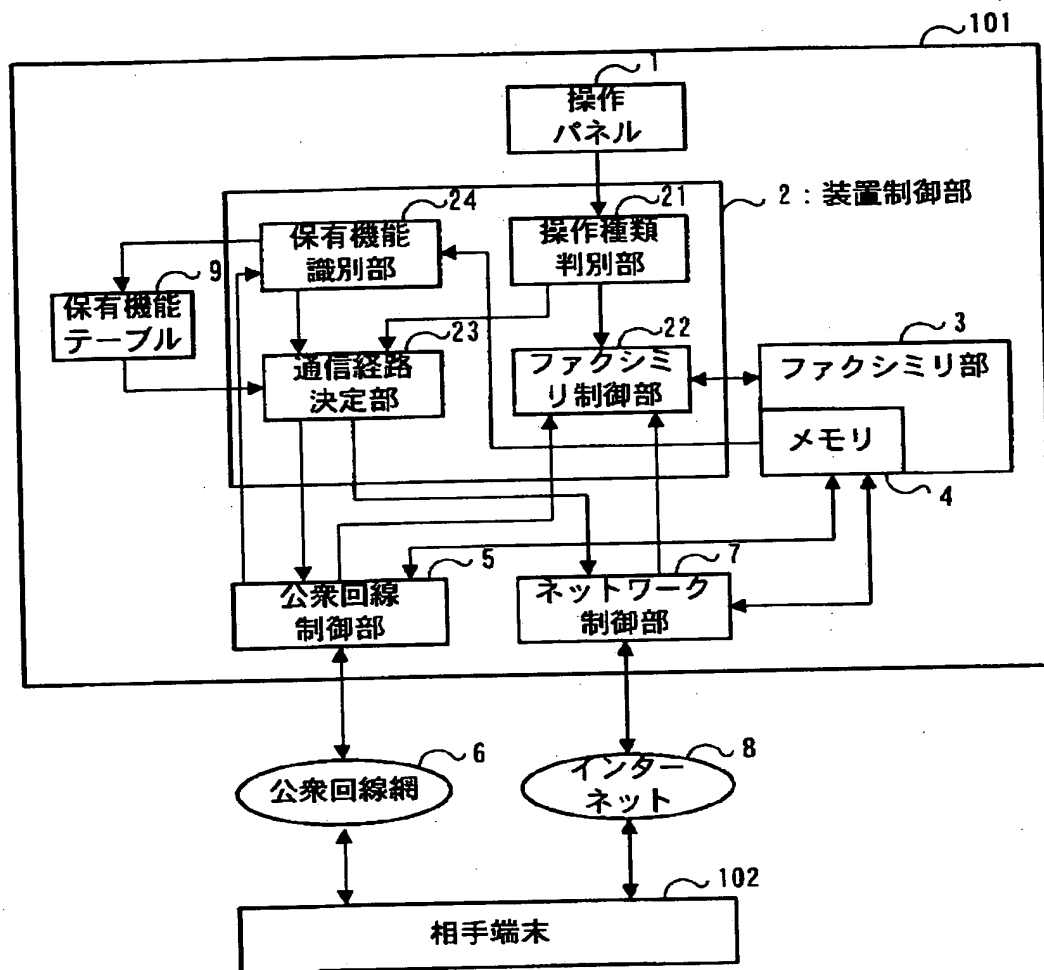 101
1
操作
パネル
2:装置制御部
24
保有機能
識別部
21
操作種類
判別部
9
保有機能
テーブル
23
通信経路
決定部
22
ファクシミ
リ制御部
3
ファクシミリ部
メモリ
4
5
公衆回線
制御部
7
ネットワーク
制御部
6
公衆回線網
8
インター
ネット
102
相手端末